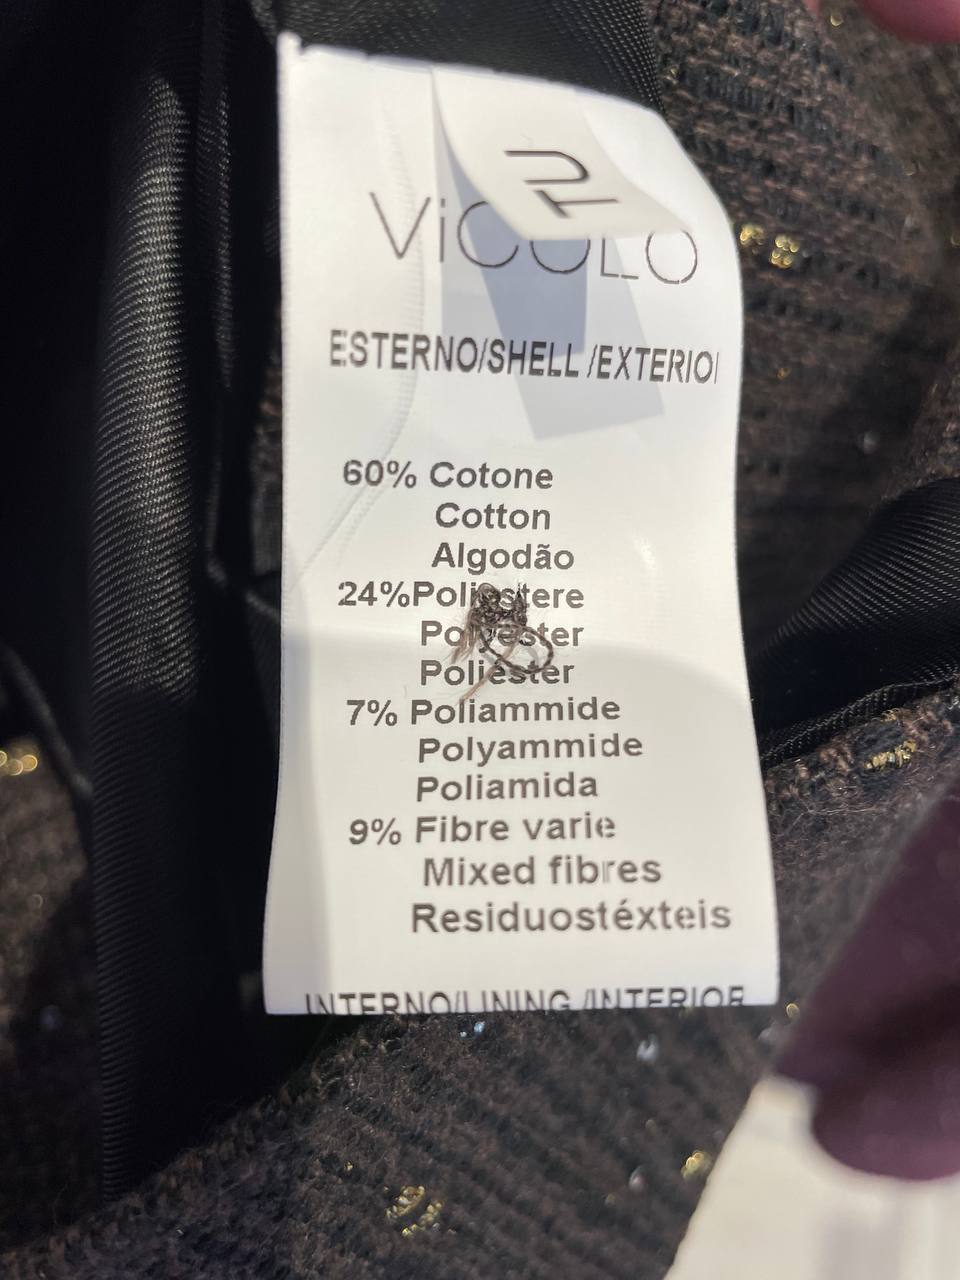 ViCOLO
ESTERNO/SHELL /EXTERIOR
60% Cotone
Cotton
Algodão
24%Poliestere
Polyester
Poliéster
7% Poliammide
Polyammide
Poliamida
9% Fibre varie
Mixed fibres
Residuostéxteis
INTERNO/LINING /INTERIOR